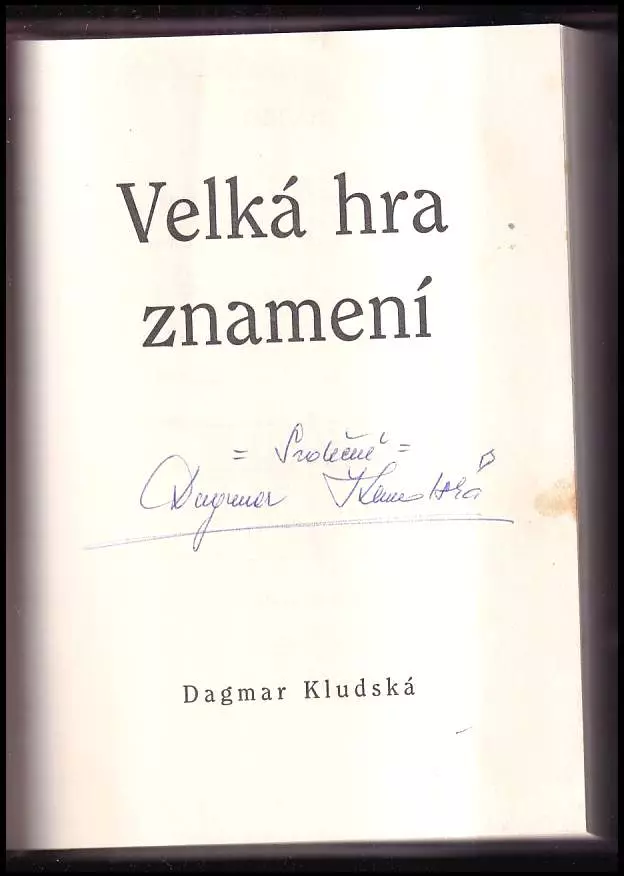 Velká hra
znamení
= Srdečně =
Dagmar Kludská
Dagmar Kludská